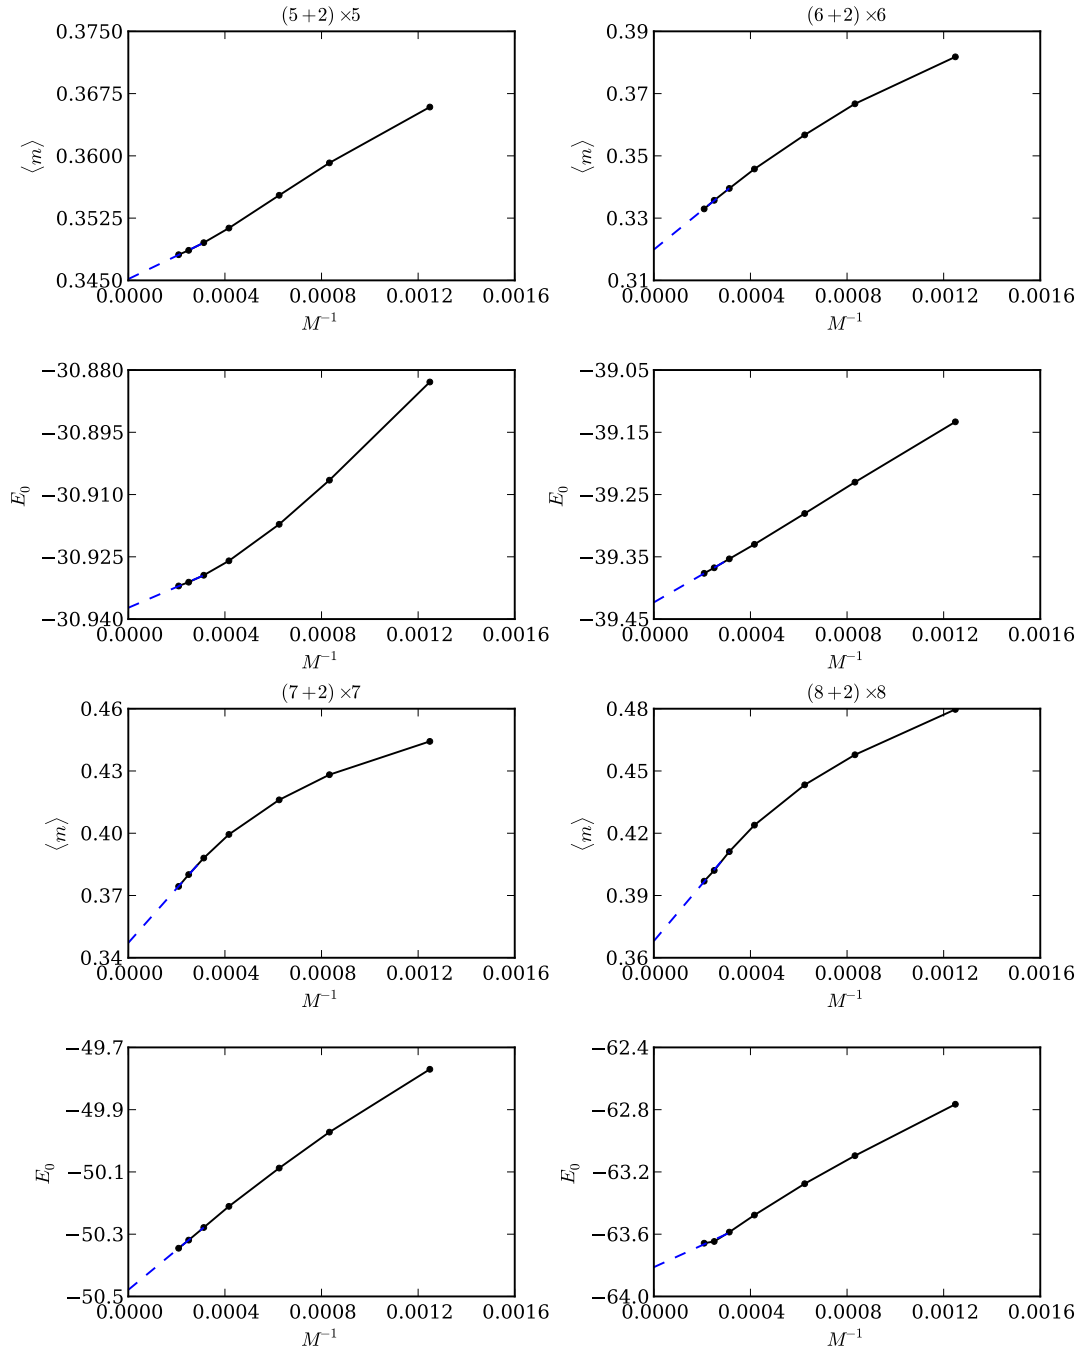 (5+2)×5
0.3750
0.3675
0.3600
0.3525
0.3450
⟨m⟩
0.0000 0.0004 0.0008 0.0012 0.0016
M⁻¹
(6+2)×6
0.39
0.37
0.35
0.33
0.31
⟨m⟩
0.0000 0.0004 0.0008 0.0012 0.0016
M⁻¹
−30.880
−30.895
−30.910
−30.925
−30.940
E₀
0.0000 0.0004 0.0008 0.0012 0.0016
M⁻¹
−39.05
−39.15
−39.25
−39.35
−39.45
E₀
0.0000 0.0004 0.0008 0.0012 0.0016
M⁻¹
(7+2)×7
0.46
0.43
0.40
0.37
0.34
⟨m⟩
0.0000 0.0004 0.0008 0.0012 0.0016
M⁻¹
(8+2)×8
0.48
0.45
0.42
0.39
0.36
⟨m⟩
0.0000 0.0004 0.0008 0.0012 0.0016
M⁻¹
−49.7
−49.9
−50.1
−50.3
−50.5
E₀
0.0000 0.0004 0.0008 0.0012 0.0016
M⁻¹
−62.4
−62.8
−63.2
−63.6
−64.0
E₀
0.0000 0.0004 0.0008 0.0012 0.0016
M⁻¹